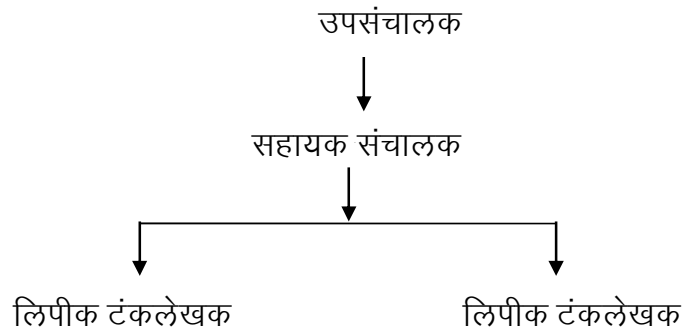 उपसंचालक
सहायक संचालक
लिपीक टंकलेखक लिपीक टंकलेखक